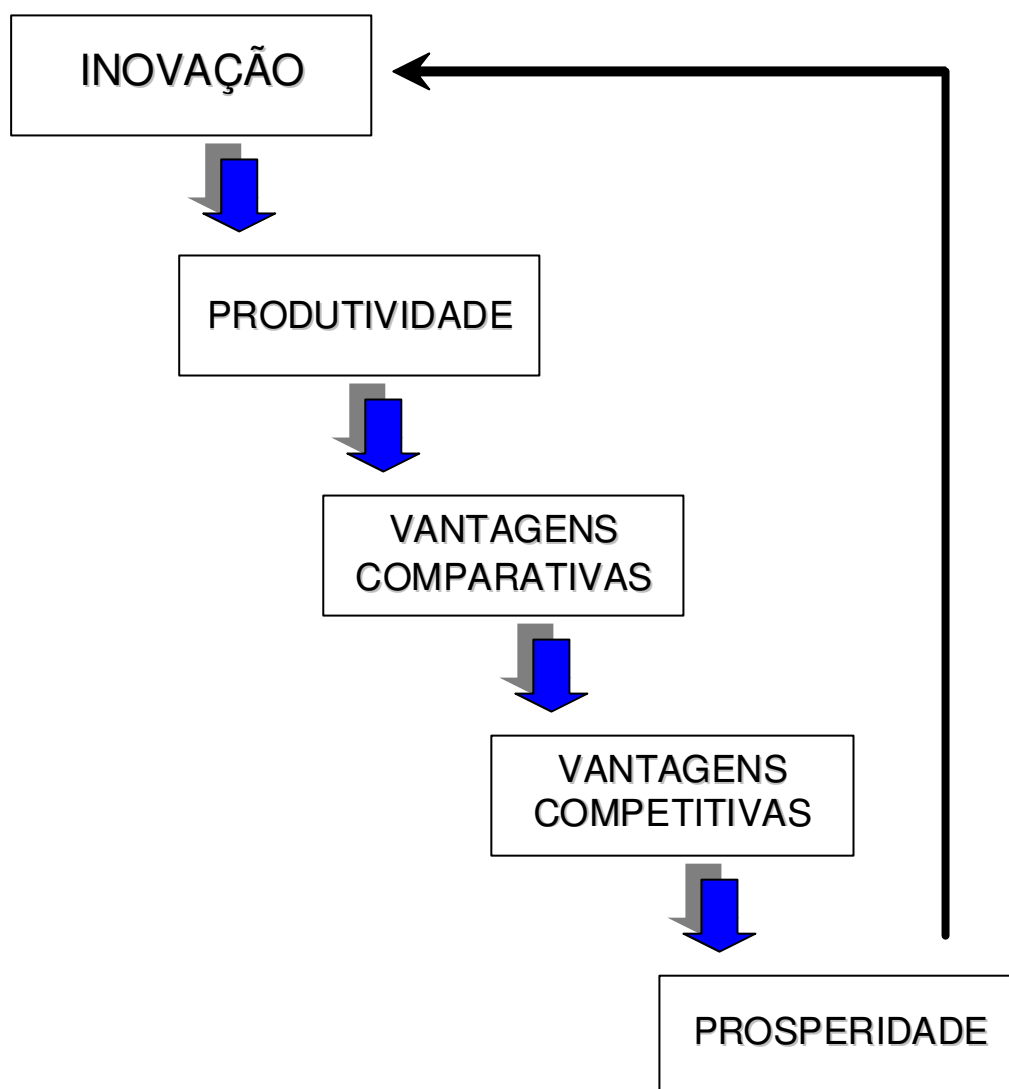 INOVAÇÃO
PRODUTIVIDADE
VANTAGENS
COMPARATIVAS
VANTAGENS
COMPETITIVAS
PROSPERIDADE